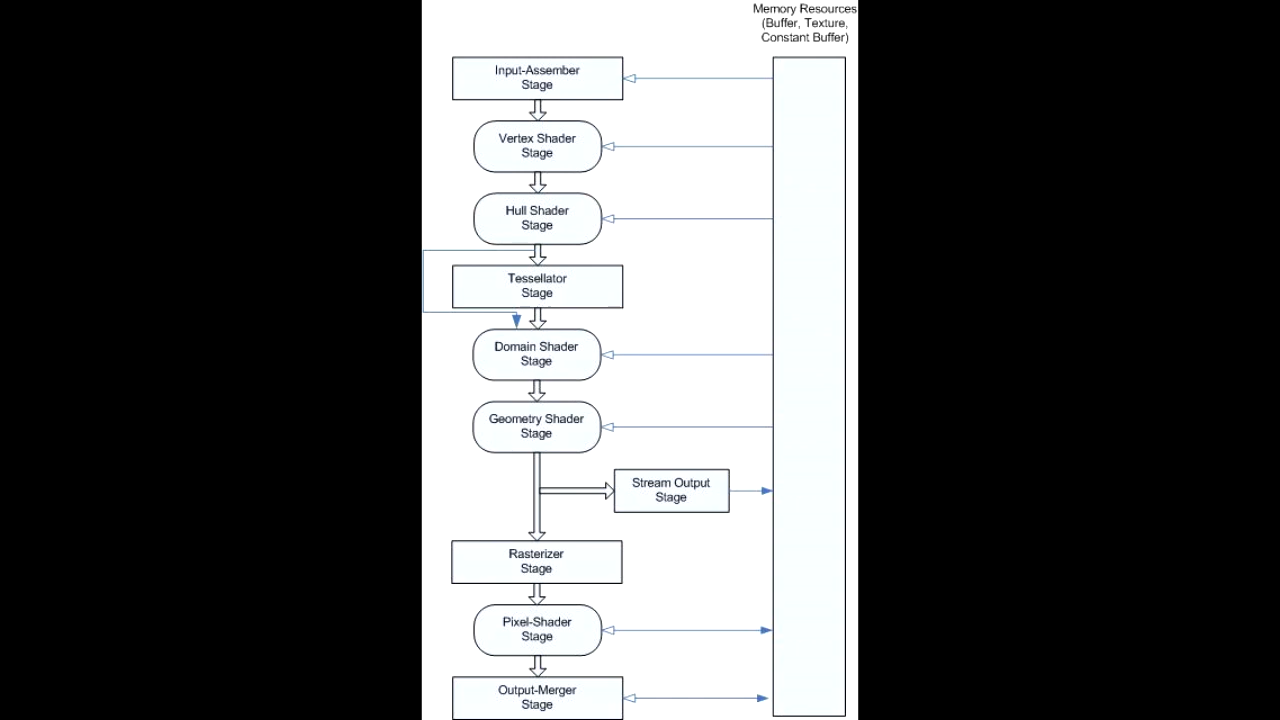 Memory Resources
(Buffer, Texture,
Constant Buffer)
Input-Assember
Stage
Vertex Shader
Stage
Hull Shader
Stage
Tessellator
Stage
Domain Shader
Stage
Geometry Shader
Stage
Stream Output
Stage
Rasterizer
Stage
Pixel-Shader
Stage
Output-Merger
Stage